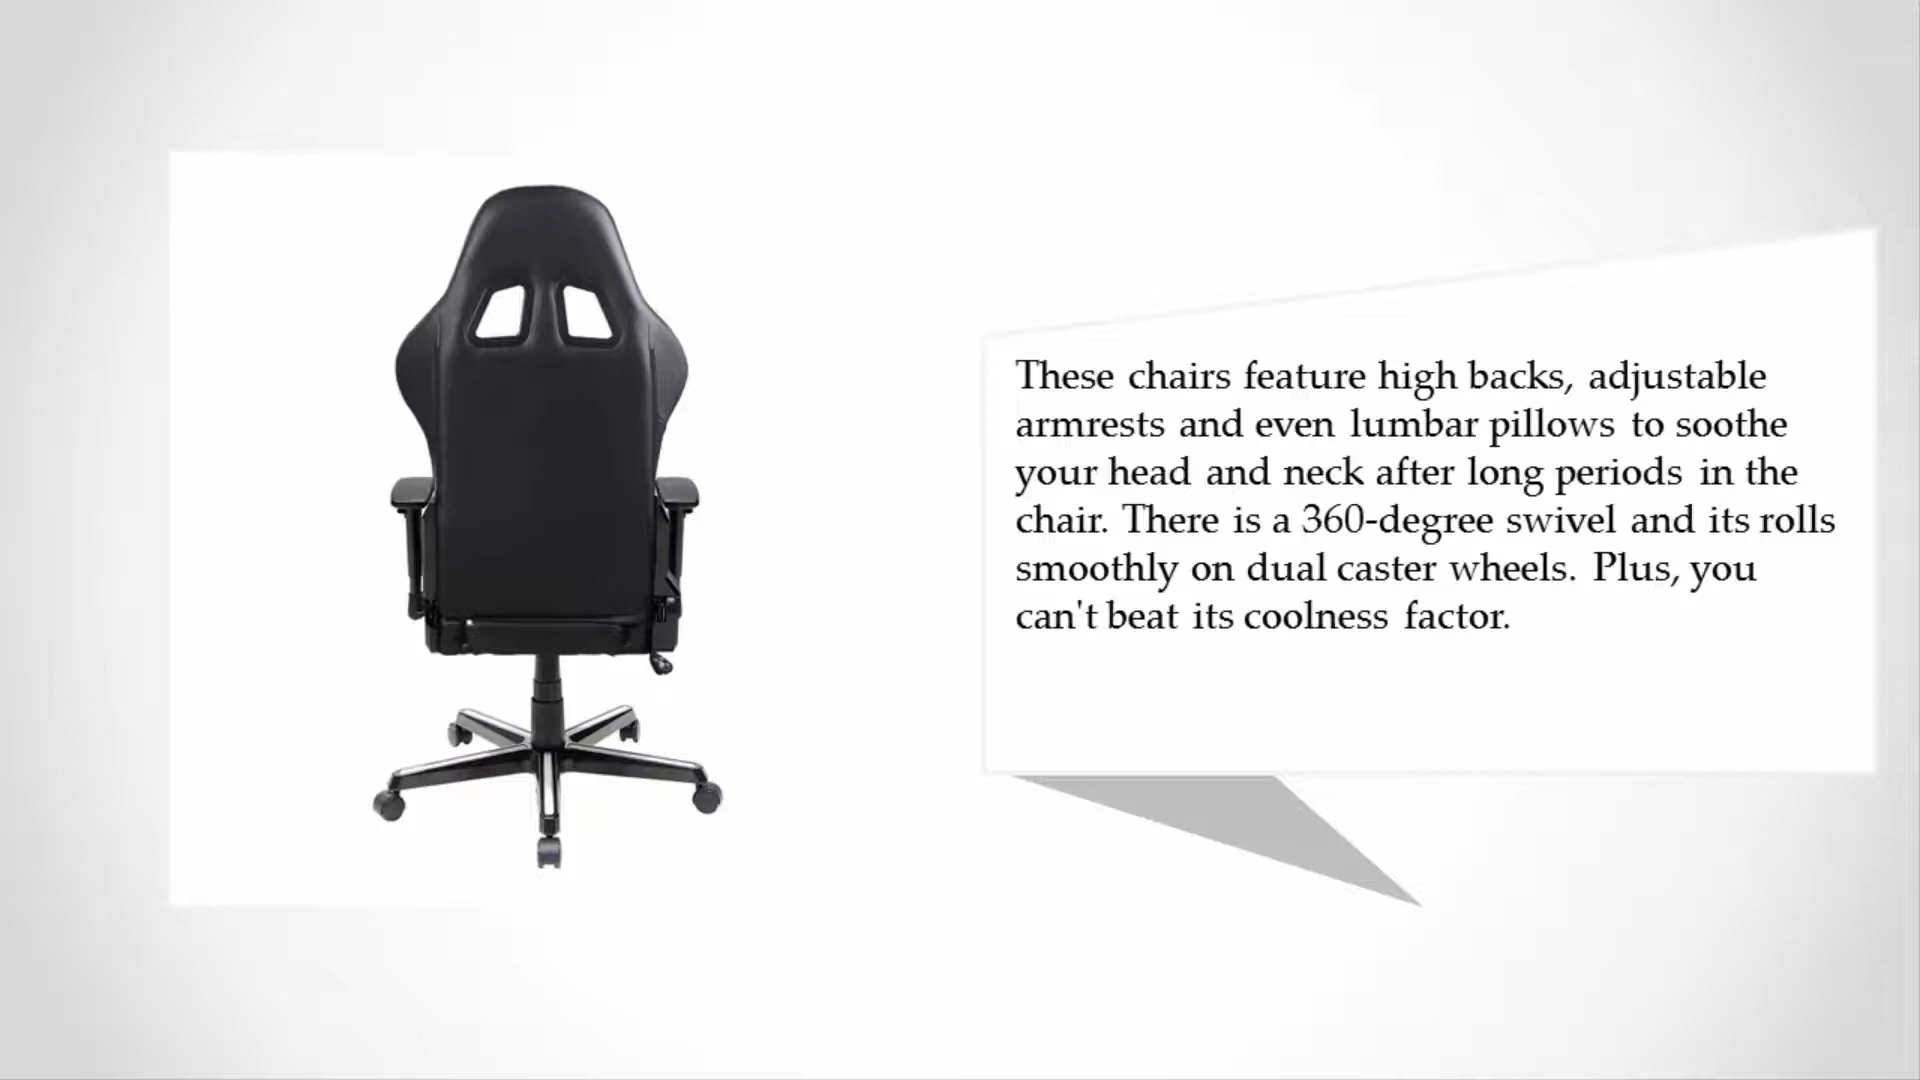 These chairs feature high backs, adjustable
armrests and even lumbar pillows to soothe
your head and neck after long periods in the
chair. There is a 360-degree swivel and its rolls
smoothly on dual caster wheels. Plus, you
can't beat its coolness factor.